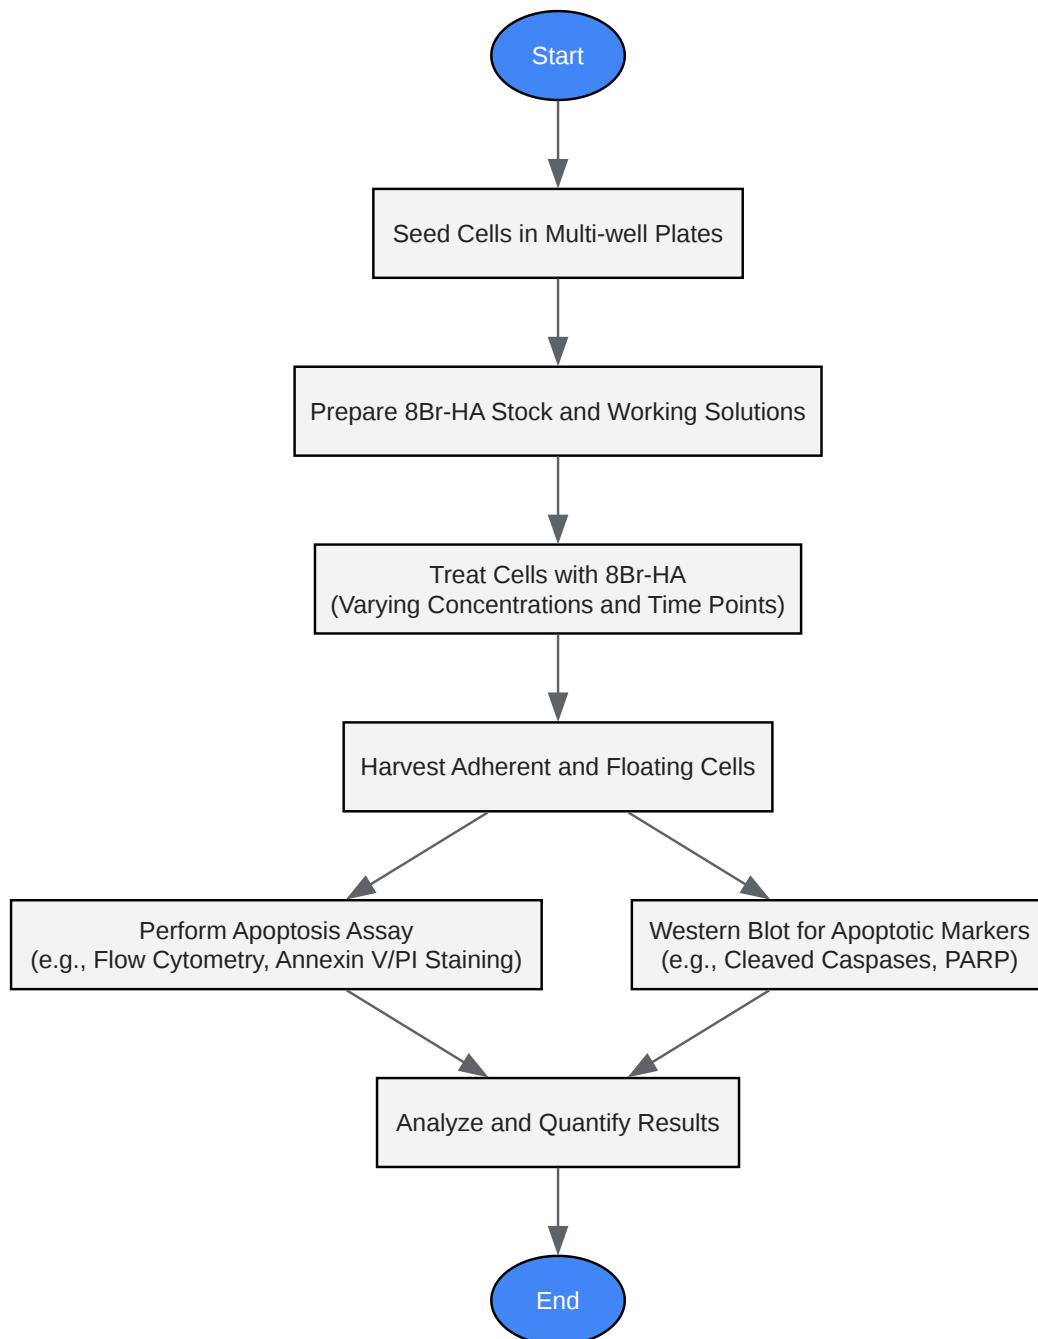 Start
Seed Cells in Multi-well Plates
Prepare 8Br-HA Stock and Working Solutions
Treat Cells with 8Br-HA
(Varying Concentrations and Time Points)
Harvest Adherent and Floating Cells
Perform Apoptosis Assay
(e.g., Flow Cytometry, Annexin V/PI Staining)
Western Blot for Apoptotic Markers
(e.g., Cleaved Caspases, PARP)
Analyze and Quantify Results
End